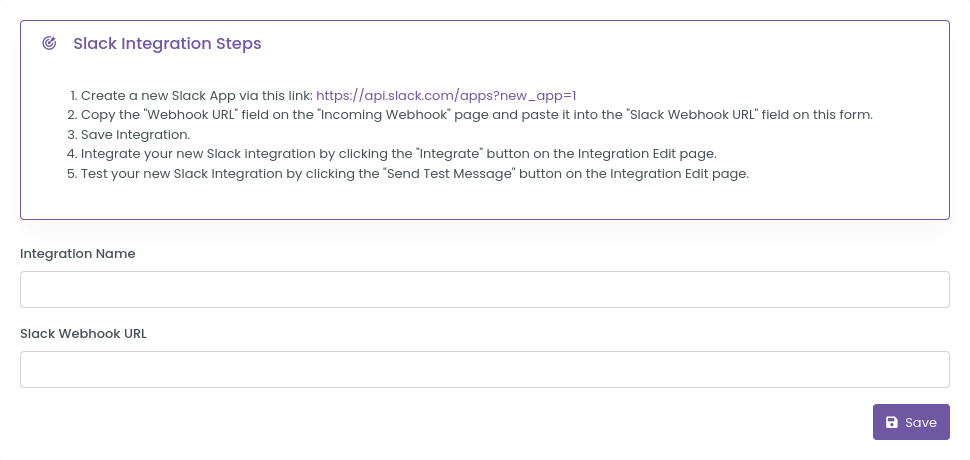 Slack Integration Steps
1. Create a new Slack App via this link: https://api.slack.com/apps?new_app=1
2. Copy the "Webhook URL" field on the "Incoming Webhook" page and paste it into the "Slack Webhook URL" field on this form.
3. Save Integration.
4. Integrate your new Slack integration by clicking the "Integrate" button on the Integration Edit page.
5. Test your new Slack Integration by clicking the "Send Test Message" button on the Integration Edit page.
Integration Name
Slack Webhook URL
Save